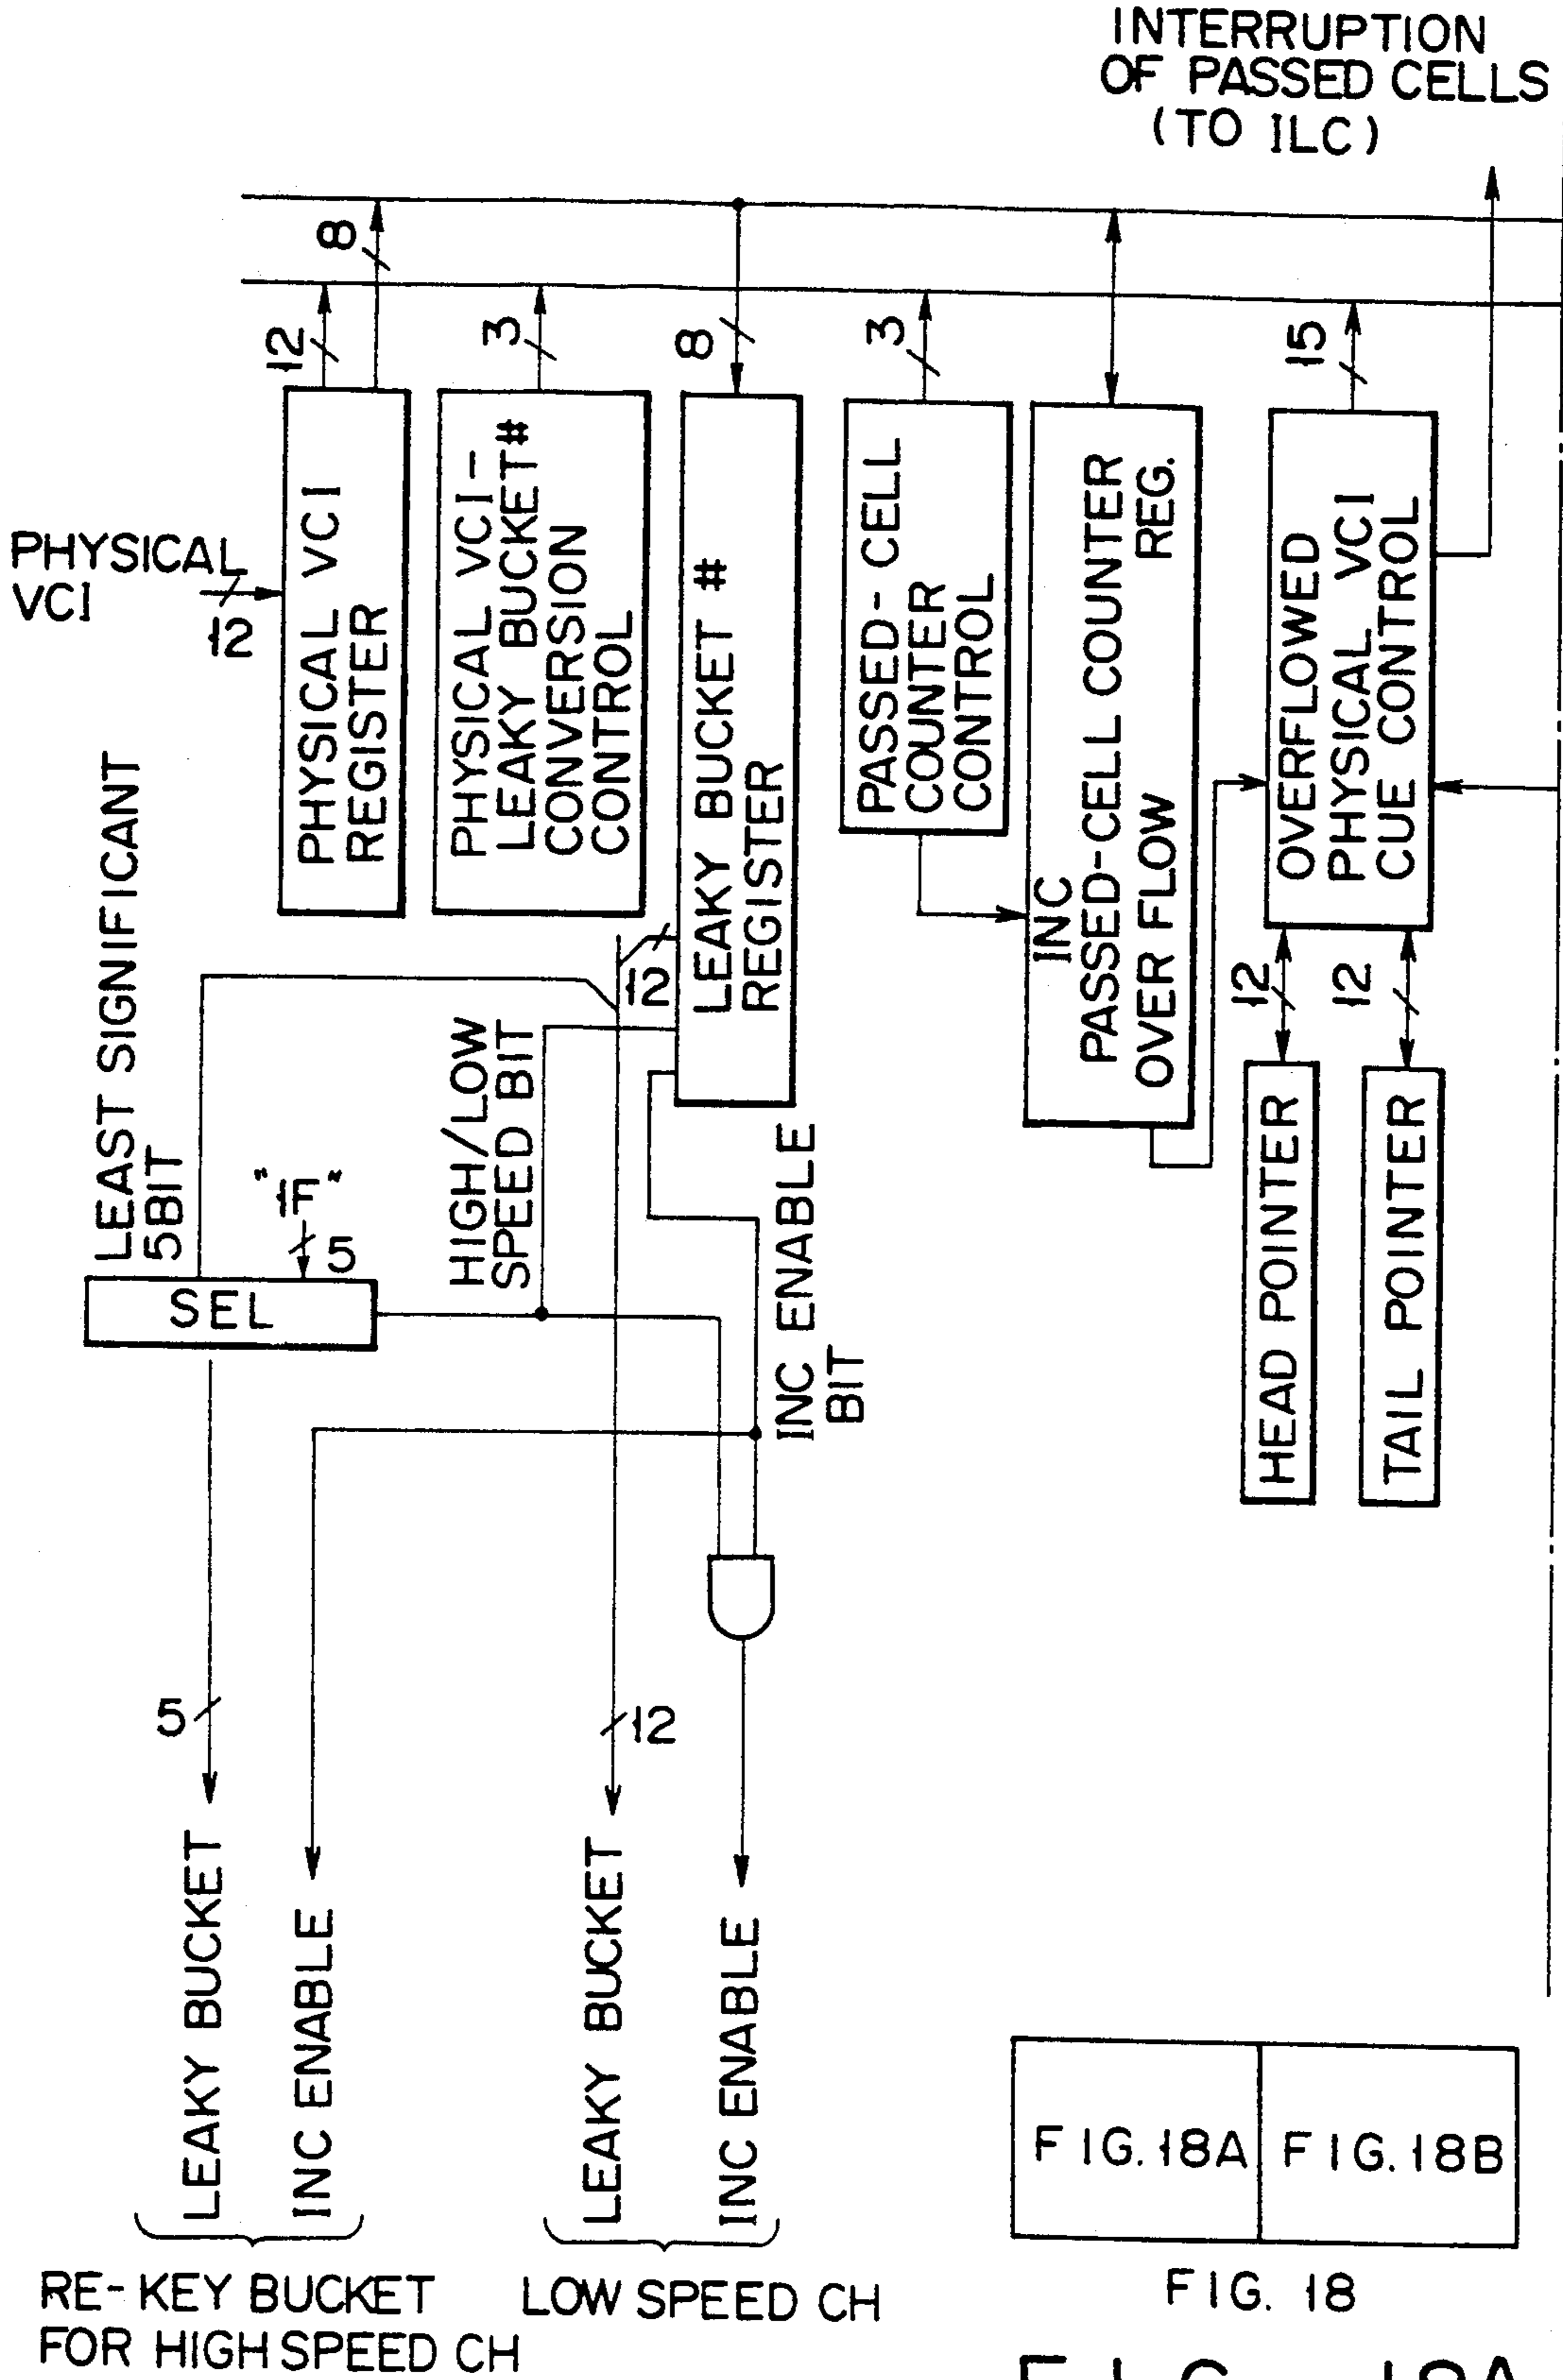 INTERRUPTION
OF PASSED CELLS
(TO ILC)
8
12
3
8
3
15
PHYSICAL
VCI
12
PHYSICAL VCI
REGISTER
PHYSICAL VCI-
LEAKY BUCKET#
CONVERSION
CONTROL
LEAKY BUCKET #
REGISTER
PASSED-CELL
COUNTER
CONTROL
INC
PASSED-CELL COUNTER
REG.
OVER FLOW
OVERFLOWED
PHYSICAL VCI
CUE CONTROL
12
12
HEAD POINTER
TAIL POINTER
LEAST SIGNIFICANT
5BIT
"1F"
5
SEL
HIGH/LOW
SPEED BIT
12
INC ENABLE
BIT
5
12
LEAKY BUCKET
INC ENABLE
LEAKY BUCKET
INC ENABLE
RE-KEY BUCKET
FOR HIGH SPEED CH
LOW SPEED CH
FIG.18A
FIG.18B
FIG. 18